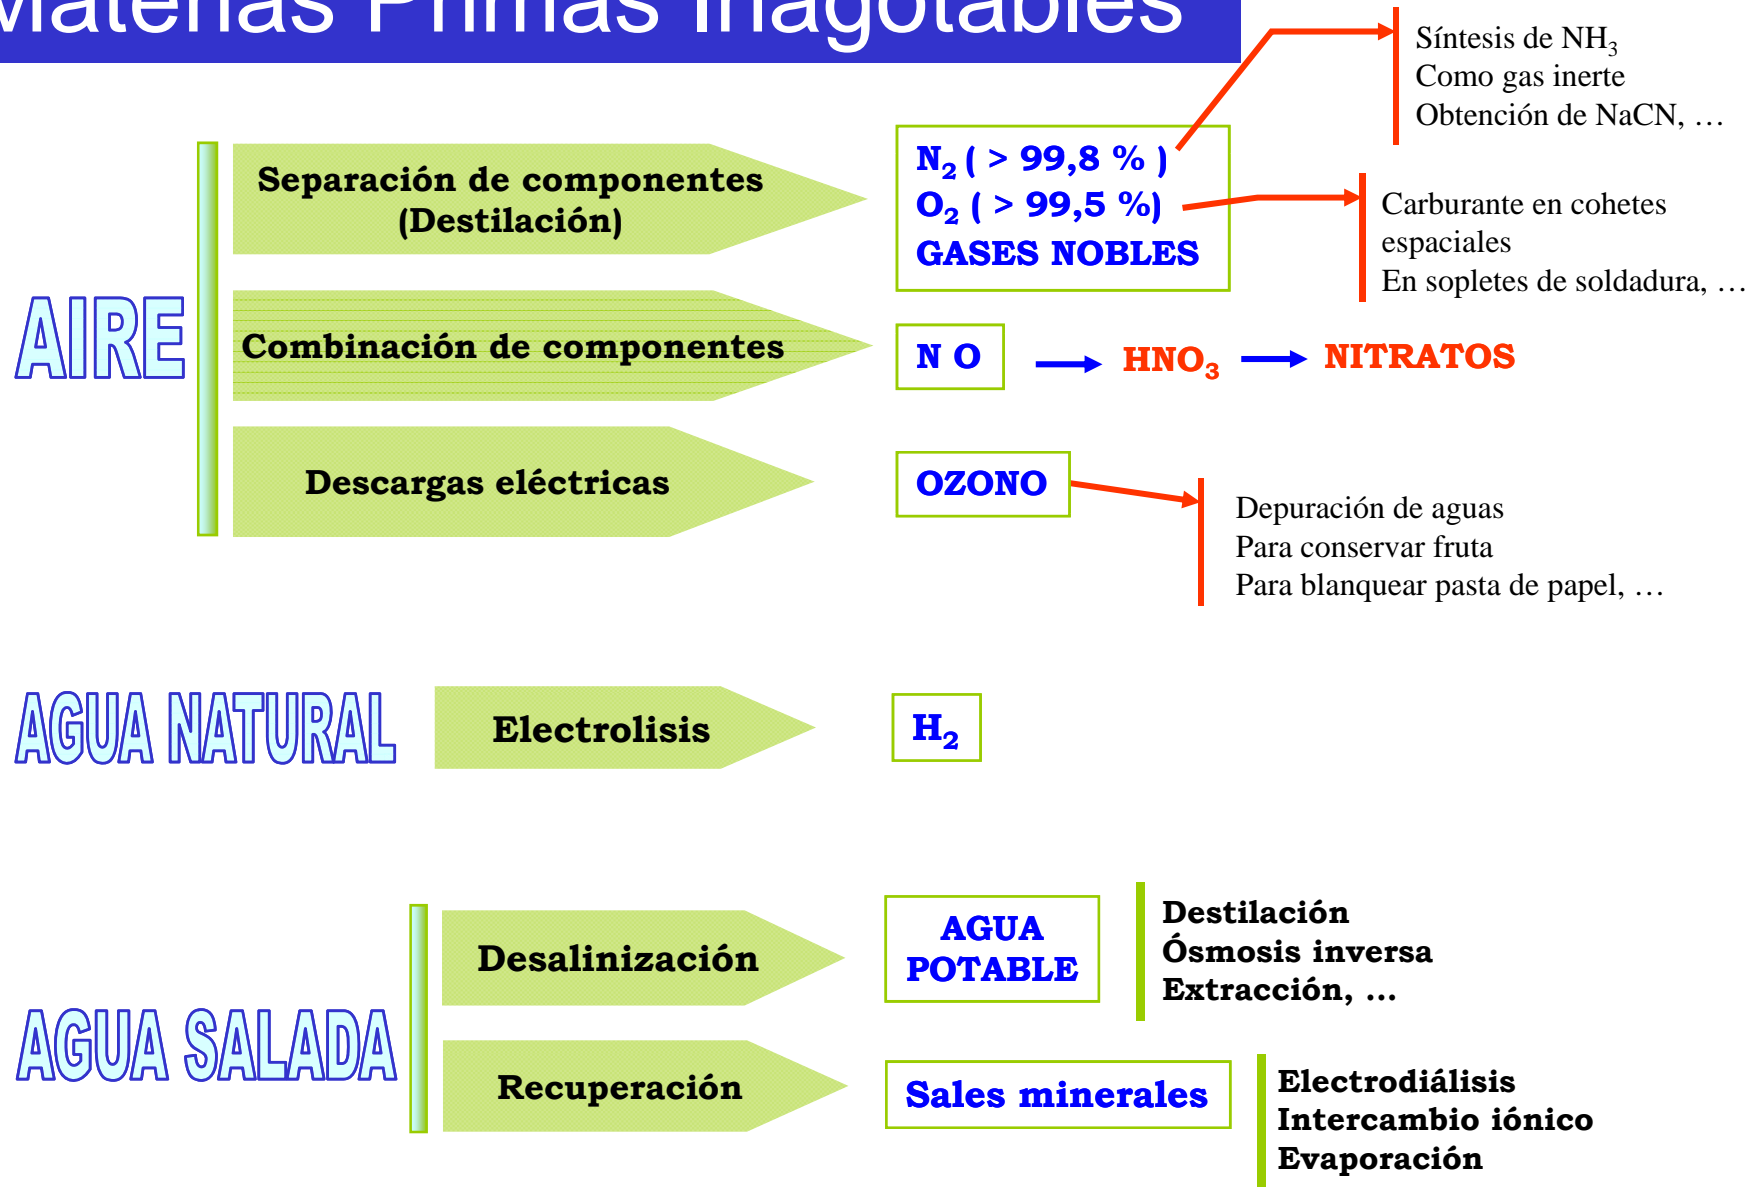 Materias Primas Inagotables
AIRE
Separación de componentes
(Destilación)
N₂ ( > 99,8 % )
O₂ ( > 99,5 %)
GASES NOBLES
Síntesis de NH₃
Como gas inerte
Obtención de NaCN, …
Carburante en cohetes
espaciales
En sopletes de soldadura, …
Combinación de componentes
N O
HNO₃
NITRATOS
Descargas eléctricas
OZONO
Depuración de aguas
Para conservar fruta
Para blanquear pasta de papel, …
AGUA NATURAL
Electrolisis
H₂
AGUA SALADA
Desalinización
AGUA
POTABLE
Destilación
Ósmosis inversa
Extracción, …
Recuperación
Sales minerales
Electrodiálisis
Intercambio iónico
Evaporación